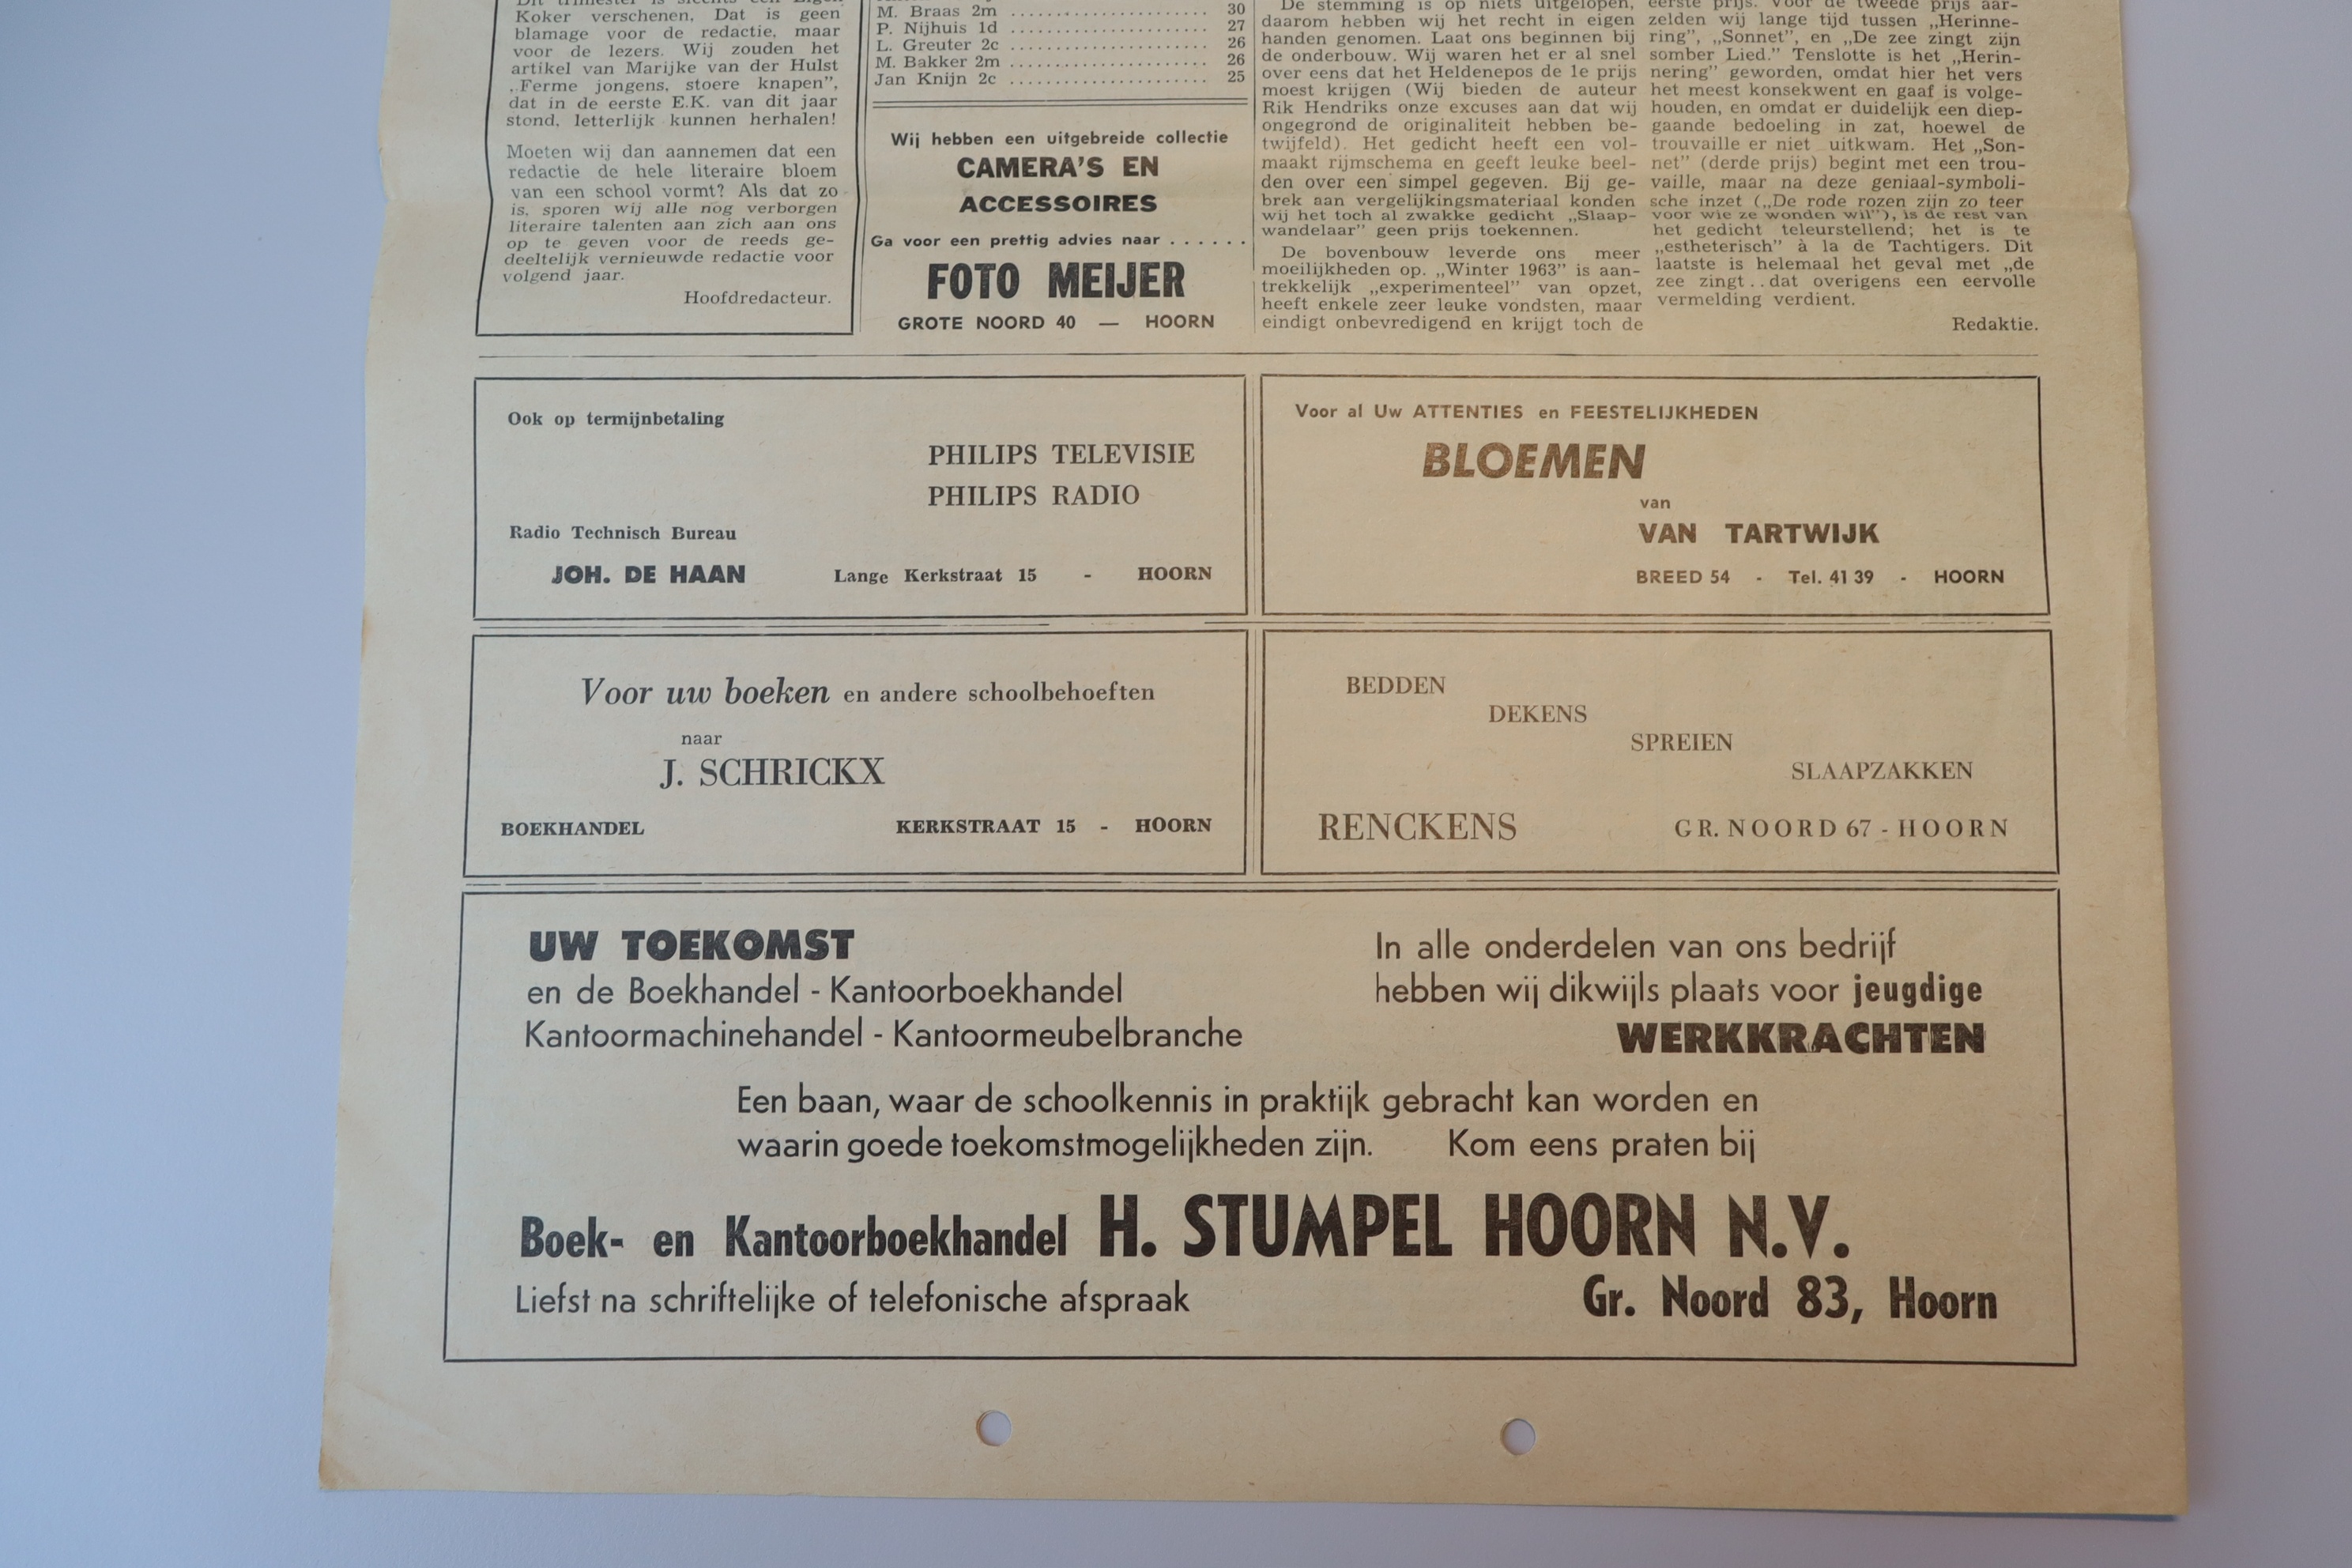 Koker verschenen, Dat is geen
blamage voor de redactie, maar
voor de lezers. Wij zouden het
artikel van Marijke van der Hulst
„Ferme jongens, stoere knapen”,
dat in de eerste E.K. van dit jaar
stond, letterlijk kunnen herhalen!
Moeten wij dan aannemen dat een
redactie de hele literaire bloem
van een school vormt? Als dat zo
is, sporen wij alle nog verborgen
literaire talenten aan zich aan ons
op te geven voor de reeds ge-
deeltelijk vernieuwde redactie voor
volgend jaar.
Hoofdredacteur.
M. Braas 2m ........................ 30
P. Nijhuis 1d ........................ 27
L. Greuter 2c ........................ 26
M. Bakker 2m ........................ 26
Jan Knijn 2c ........................ 25
Wij hebben een uitgebreide collectie
CAMERA'S EN
ACCESSOIRES
Ga voor een prettig advies naar . . . . . .
FOTO MEIJER
GROTE NOORD 40 — HOORN
De stemming is op niets uitgelopen,
daarom hebben wij het recht in eigen
handen genomen. Laat ons beginnen bij
de onderbouw. Wij waren het er al snel
over eens dat het Heldenepos de 1e prijs
moest krijgen (Wij bieden de auteur
Rik Hendriks onze excuses aan dat wij
ongegrond de originaliteit hebben be-
twijfeld). Het gedicht heeft een vol-
maakt rijmschema en geeft leuke beel-
den over een simpel gegeven. Bij ge-
brek aan vergelijkingsmateriaal konden
wij het toch al zwakke gedicht „Slaap-
wandelaar” geen prijs toekennen.
De bovenbouw leverde ons meer
moeilijkheden op. „Winter 1963” is aan-
trekkelijk „experimenteel” van opzet,
heeft enkele zeer leuke vondsten, maar
eindigt onbevredigend en krijgt toch de
eerste prijs. Voor de tweede prijs aar-
zelden wij lange tijd tussen „Herinne-
ring”, „Sonnet”, en „De zee zingt zijn
somber Lied.” Tenslotte is het „Herin-
nering” geworden, omdat hier het vers
het meest konsekwent en gaaf is volge-
houden, en omdat er duidelijk een diep-
gaande bedoeling in zat, hoewel de
trouvaille er niet uitkwam. Het „Son-
net” (derde prijs) begint met een trou-
vaille, maar na deze geniaal-symboli-
sche inzet („De rode rozen zijn zo teer
voor wie ze wonden wil”), is de rest van
het gedicht teleurstellend; het is te
„estheterisch” à la de Tachtigers. Dit
laatste is helemaal het geval met „de
zee zingt . . dat overigens een eervolle
vermelding verdient.
Redaktie.
Ook op termijnbetaling
PHILIPS TELEVISIE
PHILIPS RADIO
Radio Technisch Bureau
JOH. DE HAAN Lange Kerkstraat 15 - HOORN
Voor al Uw ATTENTIES en FEESTELIJKHEDEN
BLOEMEN
van
VAN TARTWIJK
BREED 54 - Tel. 41 39 - HOORN
Voor uw boeken en andere schoolbehoeften
naar
J. SCHRICKX
BOEKHANDEL KERKSTRAAT 15 - HOORN
BEDDEN
DEKENS
SPREIEN
SLAAPZAKKEN
RENCKENS GR. NOORD 67 - HOORN
UW TOEKOMST
en de Boekhandel - Kantoorboekhandel
Kantoormachinehandel - Kantoormeubelbranche
In alle onderdelen van ons bedrijf
hebben wij dikwijls plaats voor jeugdige
WERKKRACHTEN
Een baan, waar de schoolkennis in praktijk gebracht kan worden en
waarin goede toekomstmogelijkheden zijn. Kom eens praten bij
Boek- en Kantoorboekhandel H. STUMPEL HOORN N.V.
Liefst na schriftelijke of telefonische afspraak Gr. Noord 83, Hoorn